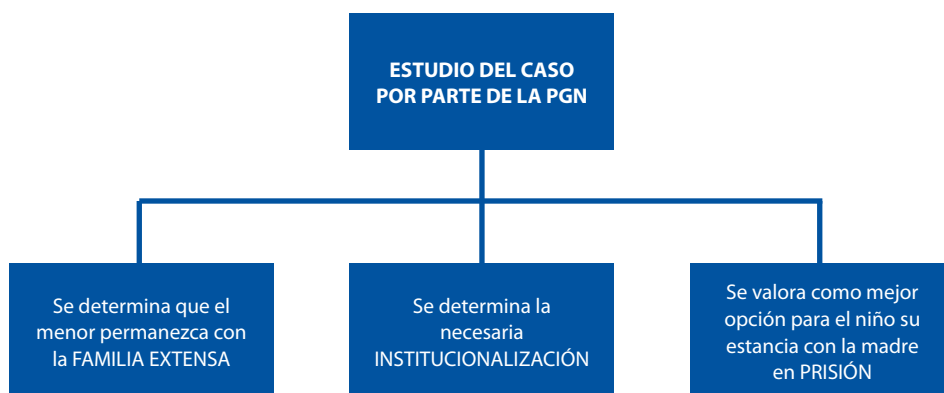 ESTUDIO DEL CASO
POR PARTE DE LA PGN
Se determina que el
menor permanezca con
la FAMILIA EXTENSA
Se determina la
necesaria
INSTITUCIONALIZACIÓN
Se valora como mejor
opción para el niño su
estancia con la madre
en PRISIÓN